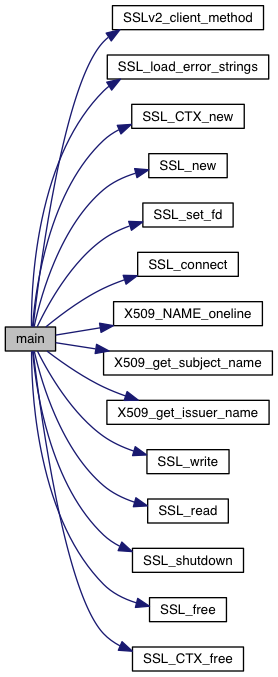 SSLv2_client_method
SSL_load_error_strings
SSL_CTX_new
SSL_new
SSL_set_fd
SSL_connect
X509_NAME_oneline
main
X509_get_subject_name
X509_get_issuer_name
SSL_write
SSL_read
SSL_shutdown
SSL_free
SSL_CTX_free